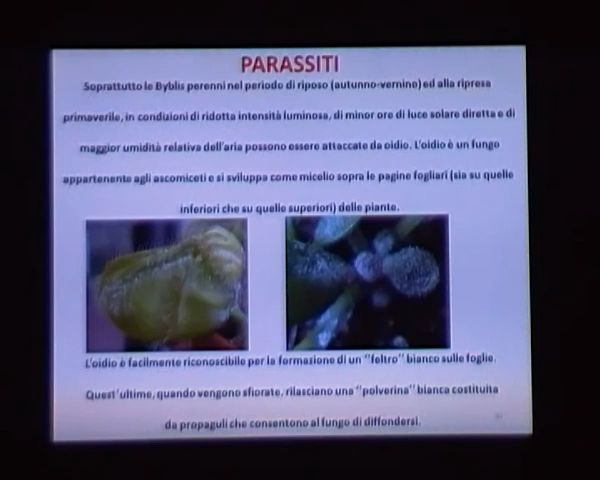 PARASSITI
Soprattutto le Byblis perenni nel periodo di riposo (autunno-vernino) ed alla ripresa
primaverile, in condizioni di ridotta intensità luminosa, di minor ore di luce solare diretta e di
maggior umidità relativa dell'aria possono essere attaccate da oidio. L'oidio è un fungo
appartenente agli ascomiceti e si sviluppa come micelio sopra le pagine fogliari (sia su quelle
inferiori che su quelle superiori) delle piante.
L'oidio è facilmente riconoscibile per la formazione di un "feltro" bianco sulle foglie.
Quest'ultime, quando vengono sfiorate, rilasciano una "polverina" bianca costituita
da propaguli che consentono al fungo di diffondersi.